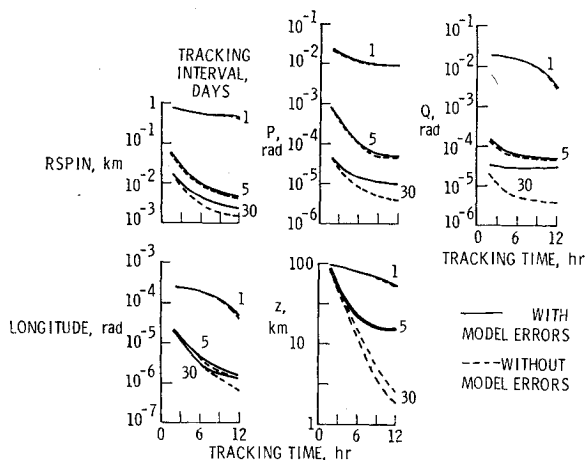 TRACKING
INTERVAL,
DAYS
1
10⁻¹
10⁻²
10⁻³
RSPIN, km
1
5
30
10⁻¹
10⁻²
10⁻³
10⁻⁴
10⁻⁵
10⁻⁶
P,
rad
1
5
30
10⁻¹
10⁻²
10⁻¹
10⁻⁴
10⁻⁵
10⁻⁶
Q,
rad
1
5
30
0 6 12
TRACKING TIME, hr
10⁻³
10⁻⁴
10⁻⁵
10⁻⁶
10⁻⁷
LONGITUDE, rad
1
5
30
0 6 12
100
10
1
z,
km
1
5
30
0 6 12
TRACKING TIME, hr
WITH
MODEL ERRORS
WITHOUT
MODEL ERRORS